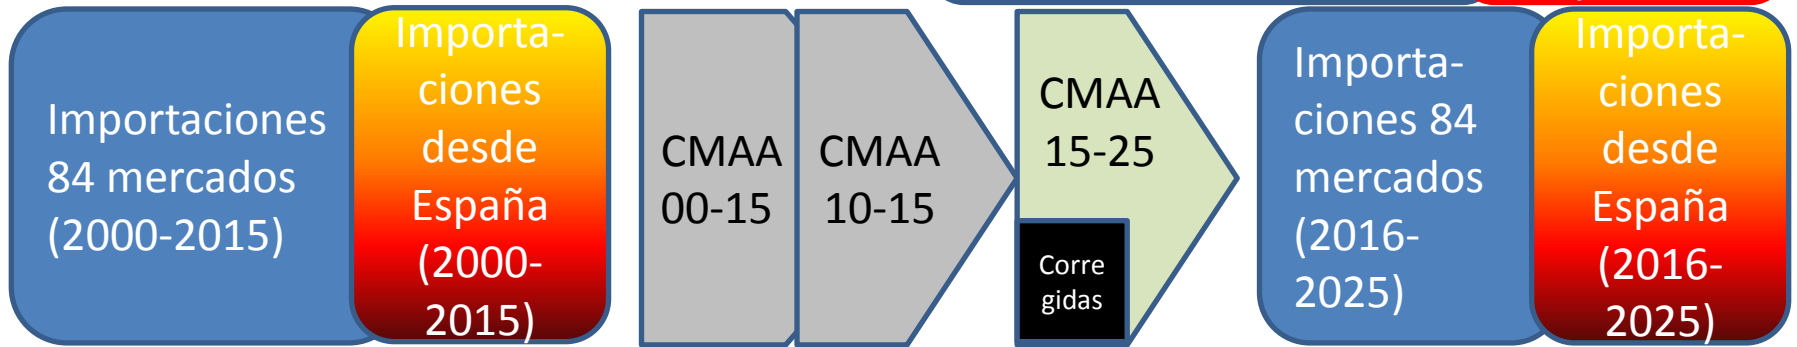 Importaciones
84 mercados
(2000-2015)
Importa-
ciones
desde
España
(2000-
2015)
CMAA
00-15
CMAA
10-15
CMAA
15-25
Corre
gidas
Importa-
ciones 84
mercados
(2016-
2025)
Importa-
ciones
desde
España
(2016-
2025)